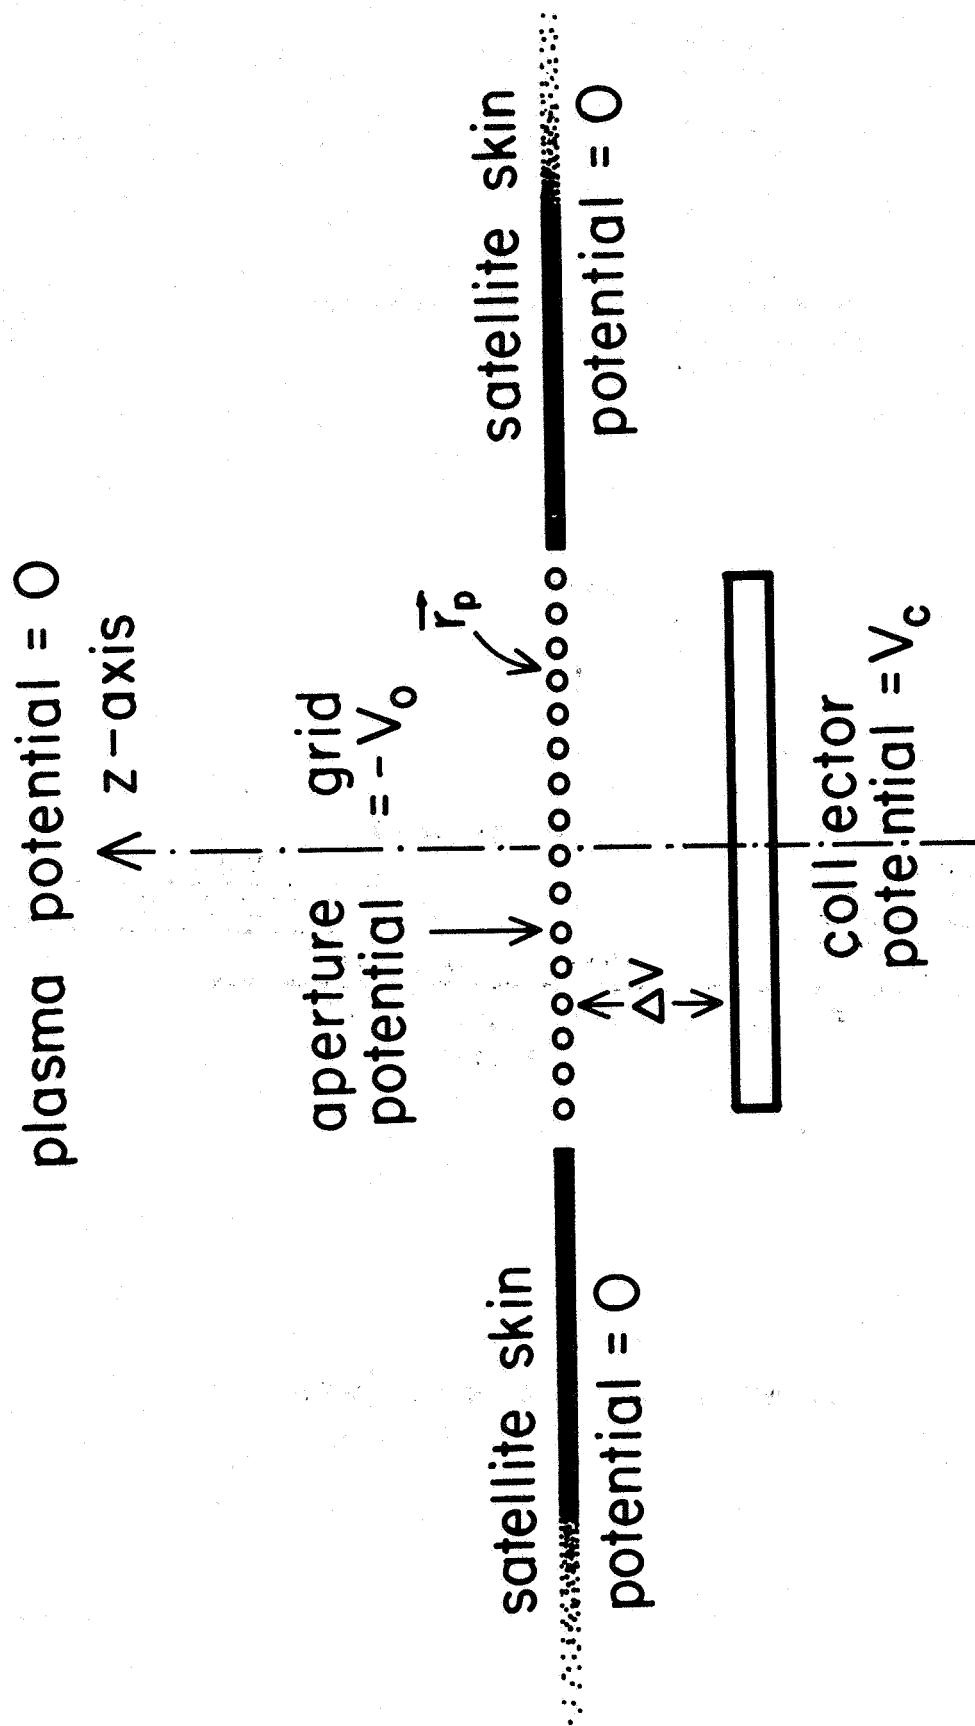 plasma potential = 0
z-axis
aperture grid
potential = -V₀
r⃗ₚ
satellite skin
potential = 0
satellite skin
potential = 0
ΔV
collector
potential = V_c